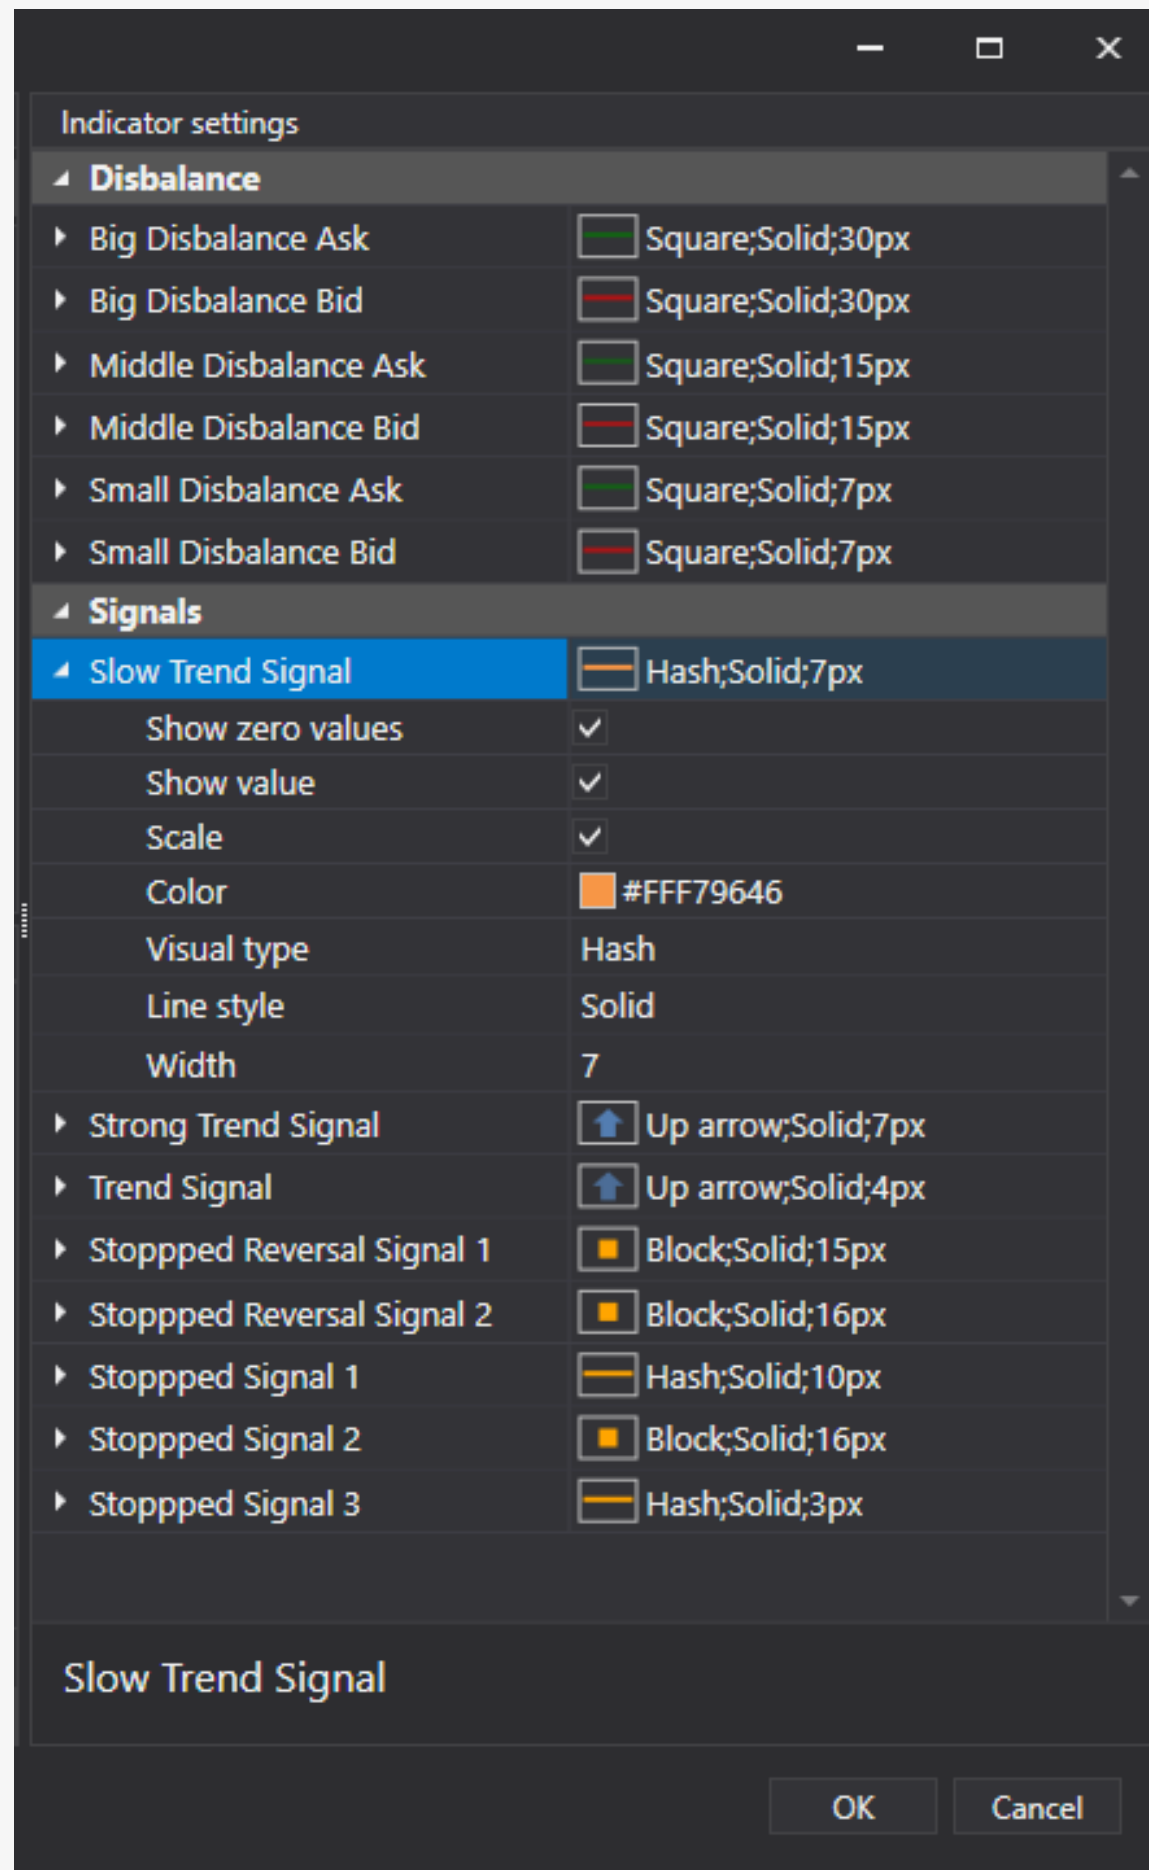 Indicator settings
Disbalance
Big Disbalance Ask Square;Solid;30px
Big Disbalance Bid Square;Solid;30px
Middle Disbalance Ask Square;Solid;15px
Middle Disbalance Bid Square;Solid;15px
Small Disbalance Ask Square;Solid;7px
Small Disbalance Bid Square;Solid;7px
Signals
Slow Trend Signal Hash;Solid;7px
Show zero values
Show value
Scale
Color #FFF79646
Visual type Hash
Line style Solid
Width 7
Strong Trend Signal Up arrow;Solid;7px
Trend Signal Up arrow;Solid;4px
Stoppped Reversal Signal 1 Block;Solid;15px
Stoppped Reversal Signal 2 Block;Solid;16px
Stoppped Signal 1 Hash;Solid;10px
Stoppped Signal 2 Block;Solid;16px
Stoppped Signal 3 Hash;Solid;3px
Slow Trend Signal
OK Cancel